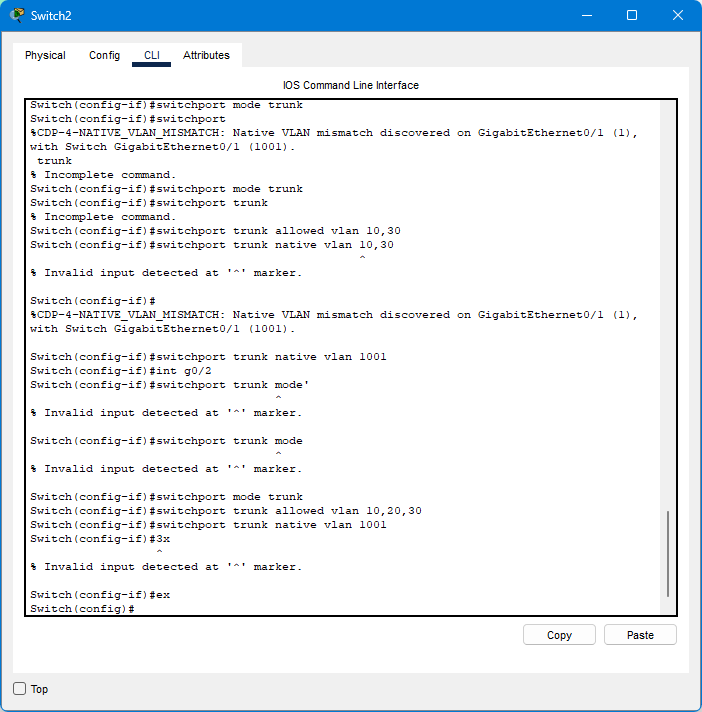 Switch2
Physical Config CLI Attributes
IOS Command Line Interface
Switch(config-if)#switchport mode trunk
Switch(config-if)#switchport
%CDP-4-NATIVE_VLAN_MISMATCH: Native VLAN mismatch discovered on GigabitEthernet0/1 (1),
with Switch GigabitEthernet0/1 (1001).
 trunk
% Incomplete command.
Switch(config-if)#switchport mode trunk
Switch(config-if)#switchport trunk
% Incomplete command.
Switch(config-if)#switchport trunk allowed vlan 10,30
Switch(config-if)#switchport trunk native vlan 10,30
^
% Invalid input detected at '^' marker.
Switch(config-if)#
%CDP-4-NATIVE_VLAN_MISMATCH: Native VLAN mismatch discovered on GigabitEthernet0/1 (1),
with Switch GigabitEthernet0/1 (1001).
Switch(config-if)#switchport trunk native vlan 1001
Switch(config-if)#int g0/2
Switch(config-if)#switchport trunk mode'
^
% Invalid input detected at '^' marker.
Switch(config-if)#switchport trunk mode
^
% Invalid input detected at '^' marker.
Switch(config-if)#switchport mode trunk
Switch(config-if)#switchport trunk allowed vlan 10,20,30
Switch(config-if)#switchport trunk native vlan 1001
Switch(config-if)#3x
^
% Invalid input detected at '^' marker.
Switch(config-if)#ex
Switch(config)#
Copy Paste
Top